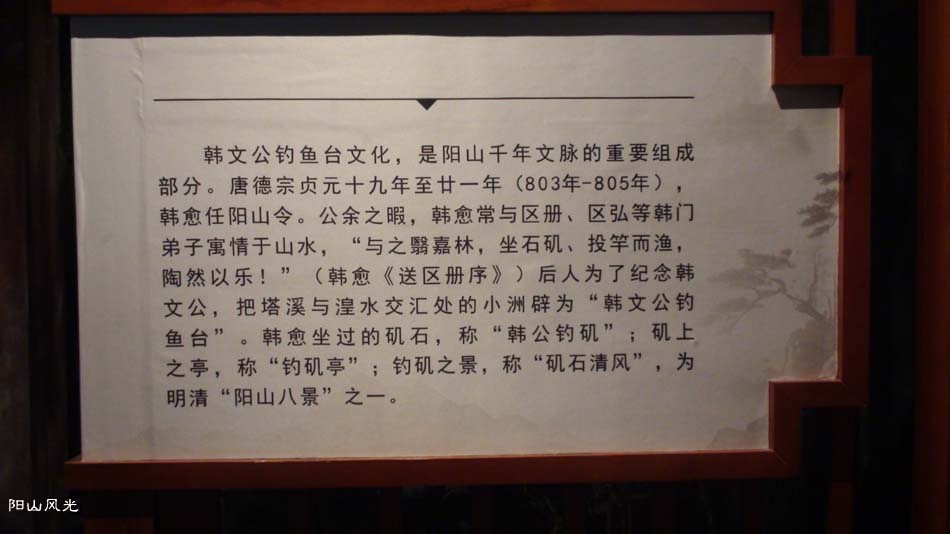 韩文公钓鱼台文化，是阳山千年文脉的重要组成
部分。唐德宗贞元十九年至廿一年（803年-805年），
韩愈任阳山令。公余之暇，韩愈常与区册、区弘等韩门
弟子寓情于山水，“与之翳嘉林，坐石矶、投竿而渔，
陶然以乐！”（韩愈《送区册序》）后人为了纪念韩
文公，把塔溪与湟水交汇处的小洲辟为“韩文公钓
鱼台”。韩愈坐过的矶石，称“韩公钓矶”；矶上
之亭，称“钓矶亭”；钓矶之景，称“矶石清风”，为
明清“阳山八景”之一。
阳山风光